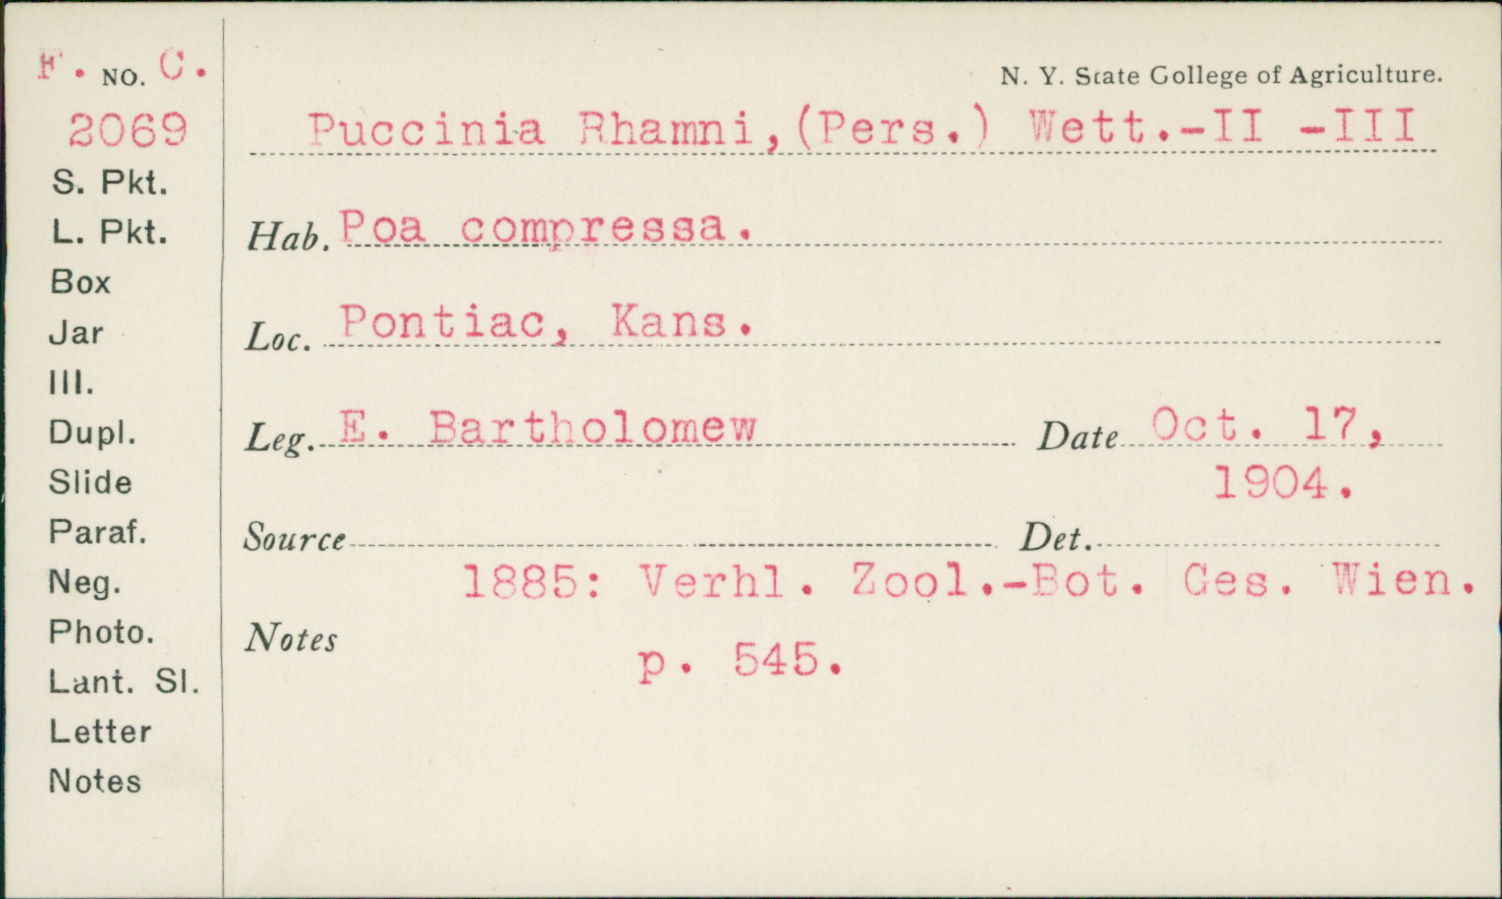 F. NO. C.
2069
S. Pkt.
L. Pkt.
Box
Jar
Ill.
Dupl.
Slide
Paraf.
Neg.
Photo.
Lant. Sl.
Letter
Notes
N. Y. State College of Agriculture.
Puccinia Rhamni,(Pers.) Wett.-II -III
Hab. Poa compressa.
Loc. Pontiac, Kans.
Leg. E. Bartholomew Date Oct. 17,
1904.
Source Det.
1885: Verhl. Zool.-Bot. Ges. Wien.
Notes
p. 545.